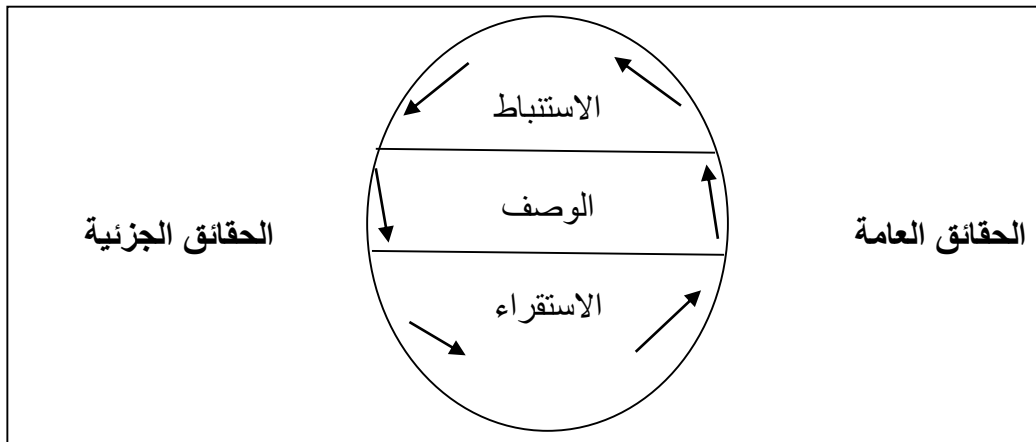 الاستنباط
الوصف
الحقائق العامة
الحقائق الجزئية
الاستقراء